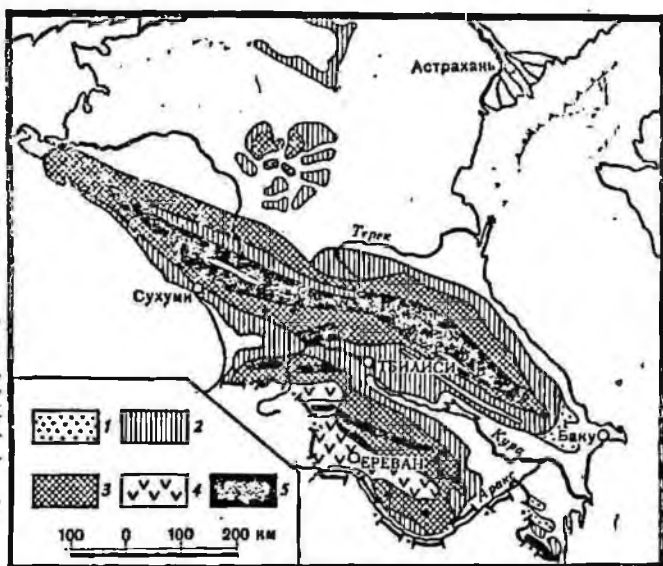 Астрахань
Терек
Сухуми
ТБИЛИСИ
Кура
Баку
ЕРЕВАН
Аракс
1
2
3
4
5
100 0 100 200 км